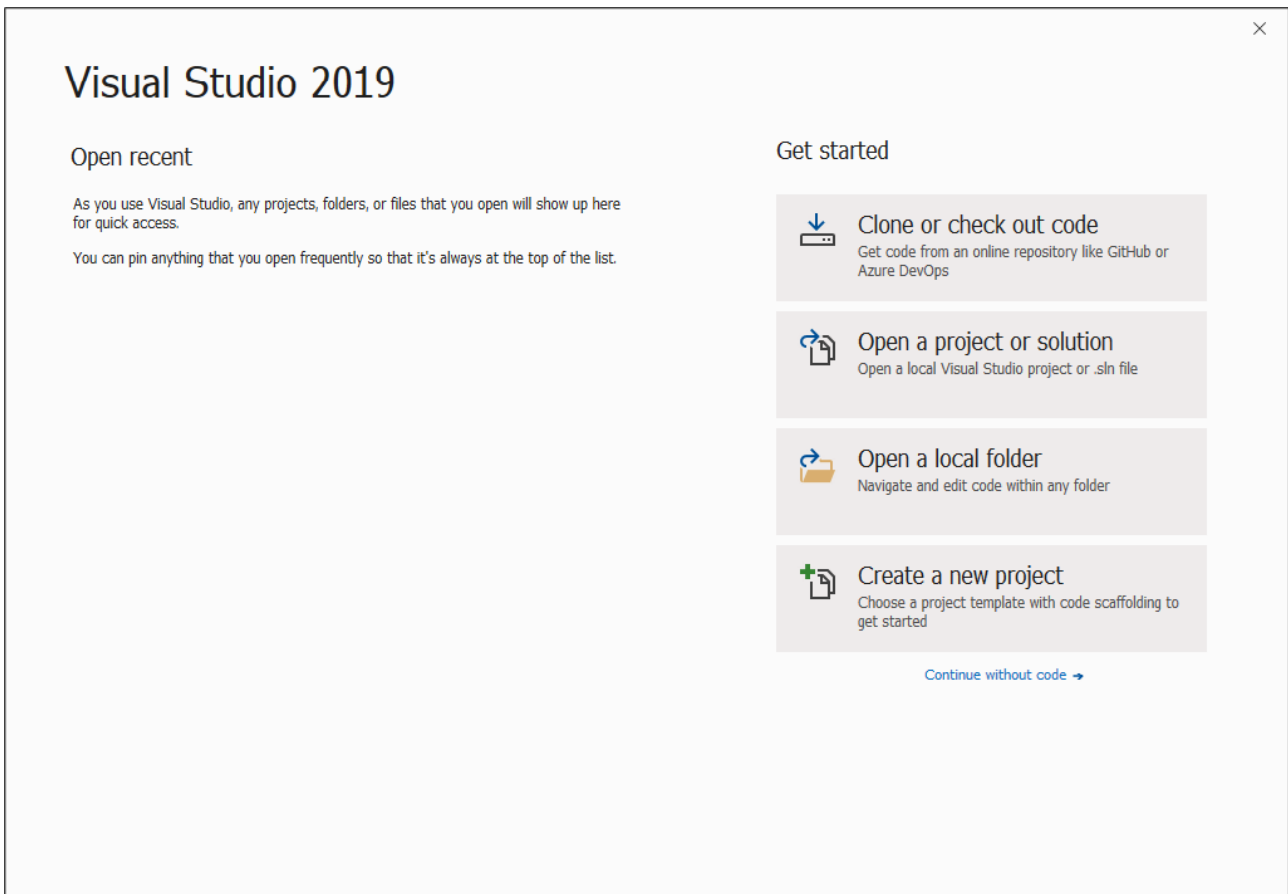 Visual Studio 2019
Open recent
As you use Visual Studio, any projects, folders, or files that you open will show up here
for quick access.
You can pin anything that you open frequently so that it's always at the top of the list.
Get started
Clone or check out code
Get code from an online repository like GitHub or
Azure DevOps
Open a project or solution
Open a local Visual Studio project or .sln file
Open a local folder
Navigate and edit code within any folder
Create a new project
Choose a project template with code scaffolding to
get started
Continue without code →